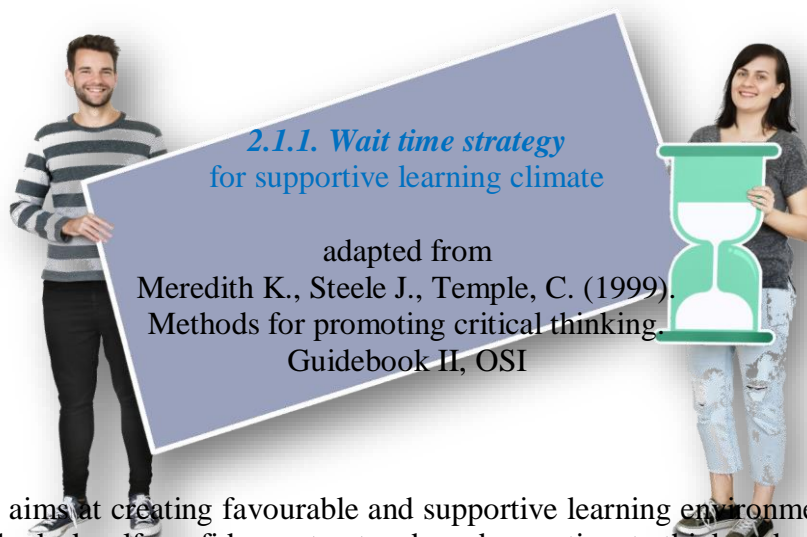 2.1.1. Wait time strategy
for supportive learning climate
adapted from
Meredith K., Steele J., Temple, C. (1999).
Methods for promoting critical thinking.
Guidebook II, OSI
aims at creating favourable and supportive learning environme